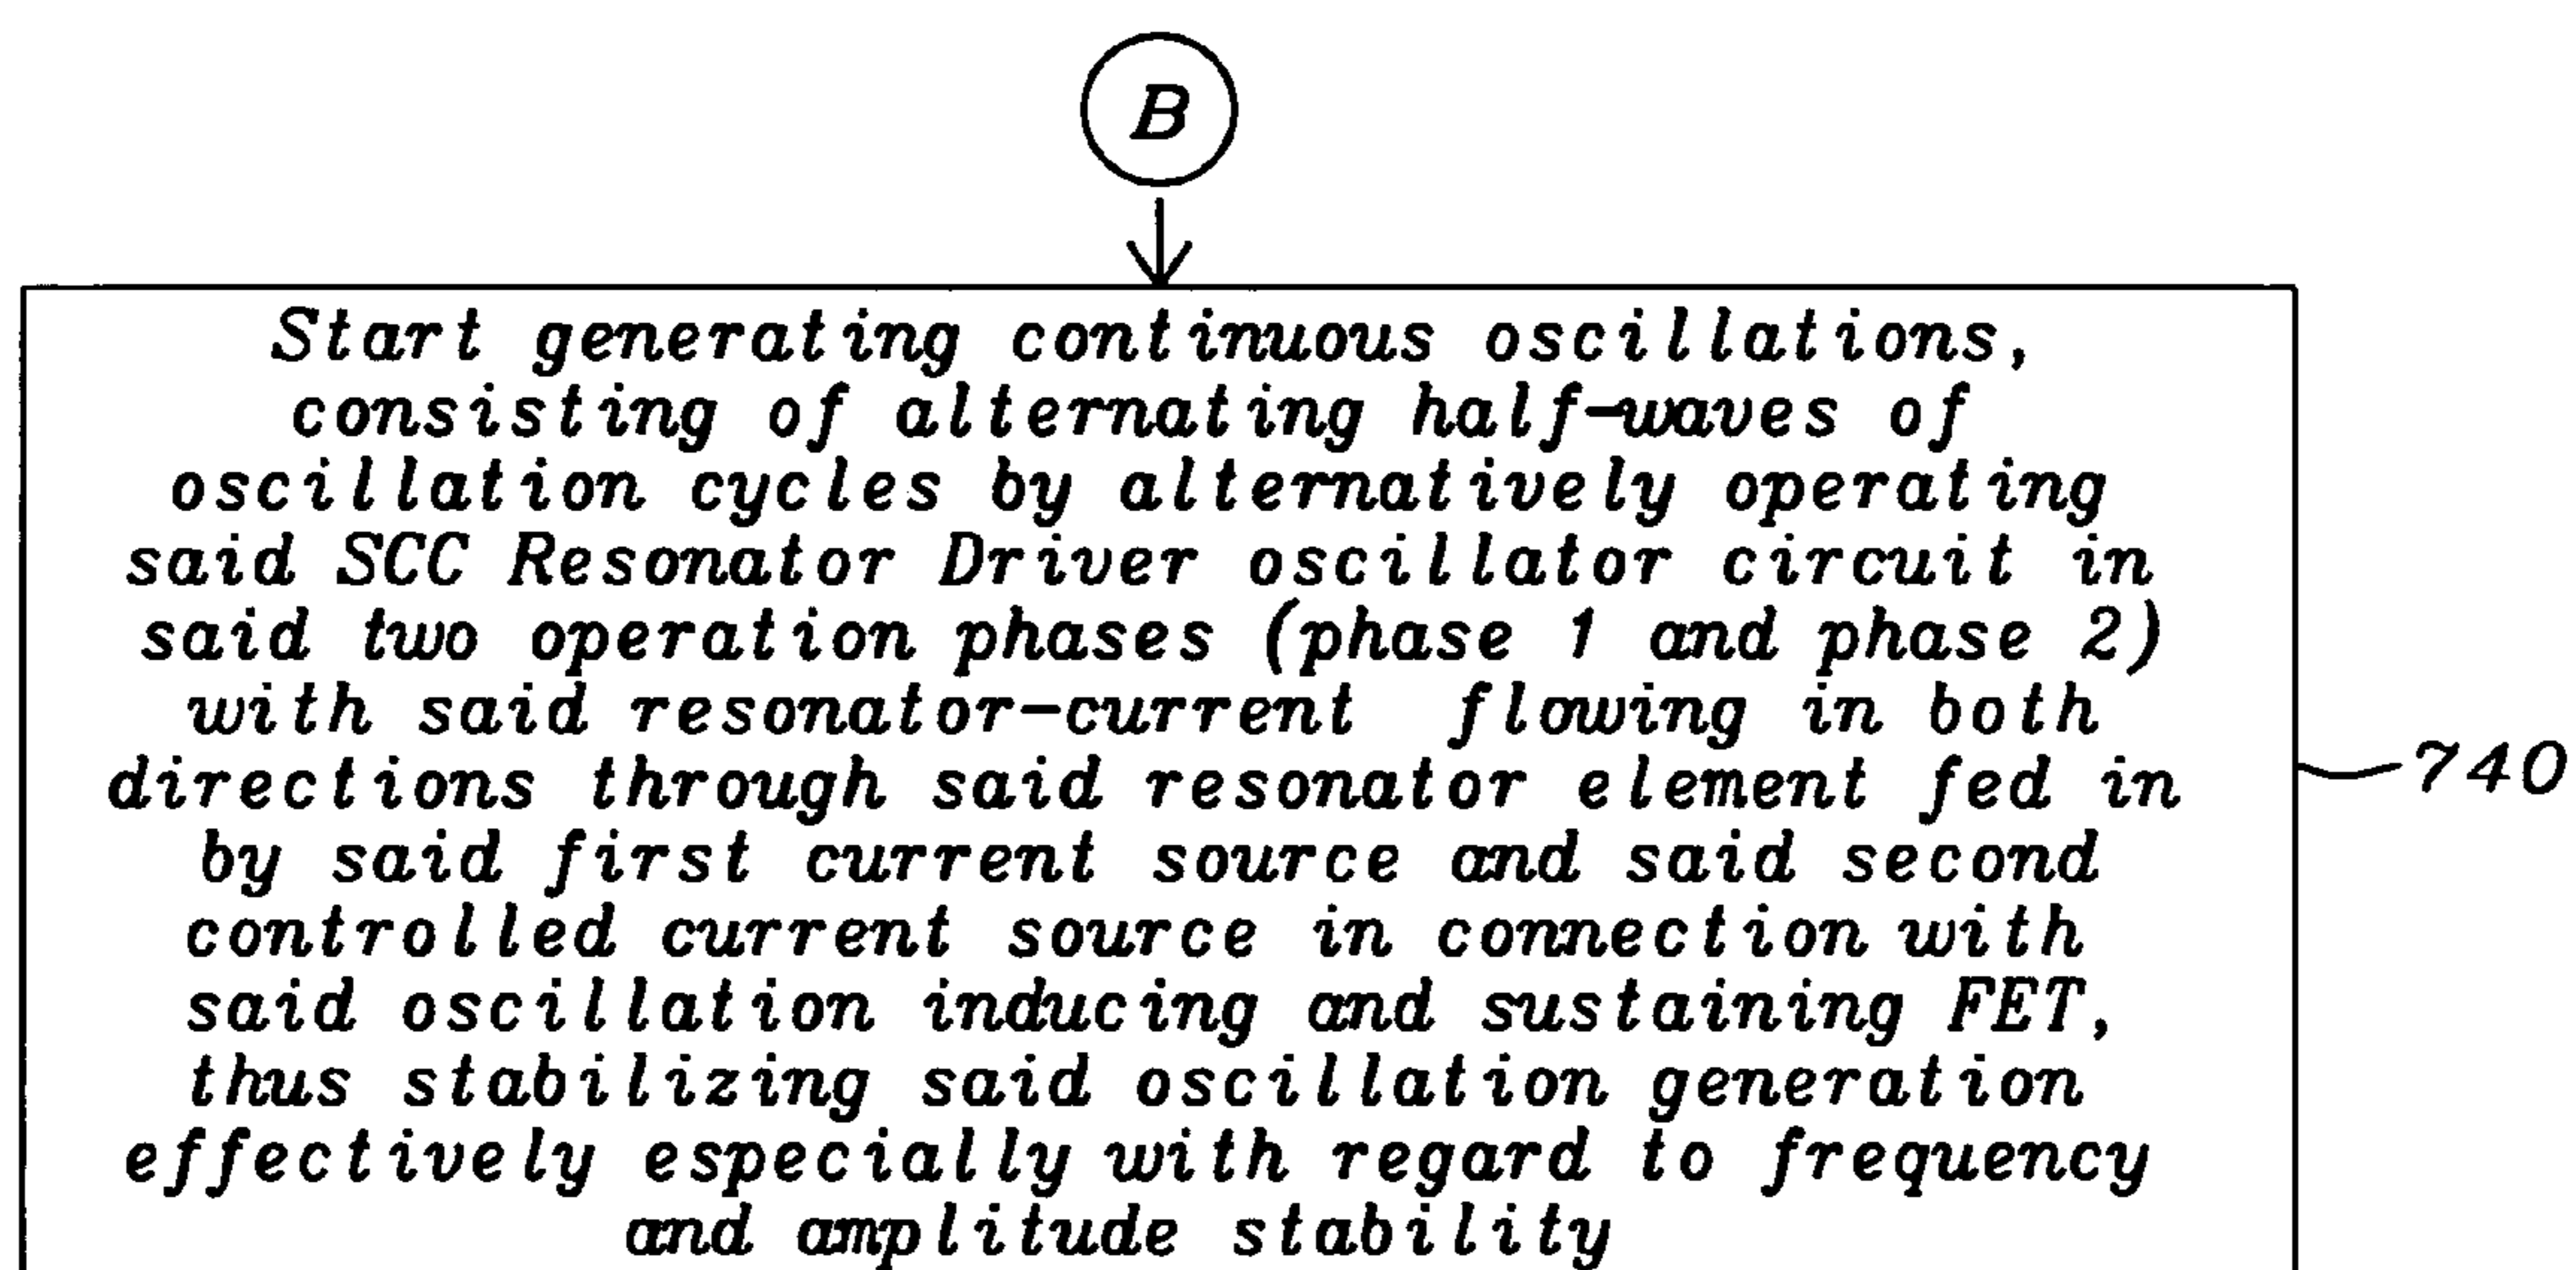 B
Start generating continuous oscillations,
consisting of alternating half-waves of
oscillation cycles by alternatively operating
said SCC Resonator Driver oscillator circuit in
said two operation phases (phase 1 and phase 2)
with said resonator-current flowing in both
directions through said resonator element fed in
by said first current source and said second
controlled current source in connection with
said oscillation inducing and sustaining FET,
thus stabilizing said oscillation generation
effectively especially with regard to frequency
and amplitude stability
740